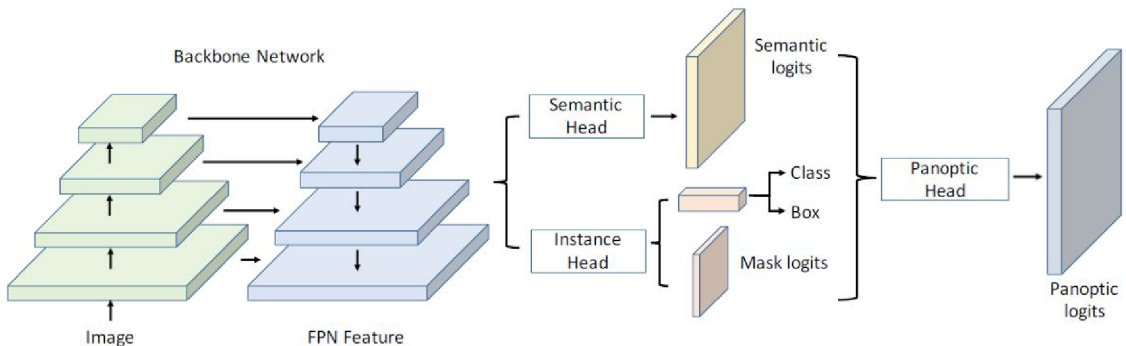 Backbone Network
Image
FPN Feature
Semantic
Head
Instance
Head
Semantic
logits
Class
Box
Mask logits
Panoptic
Head
Panoptic
logits